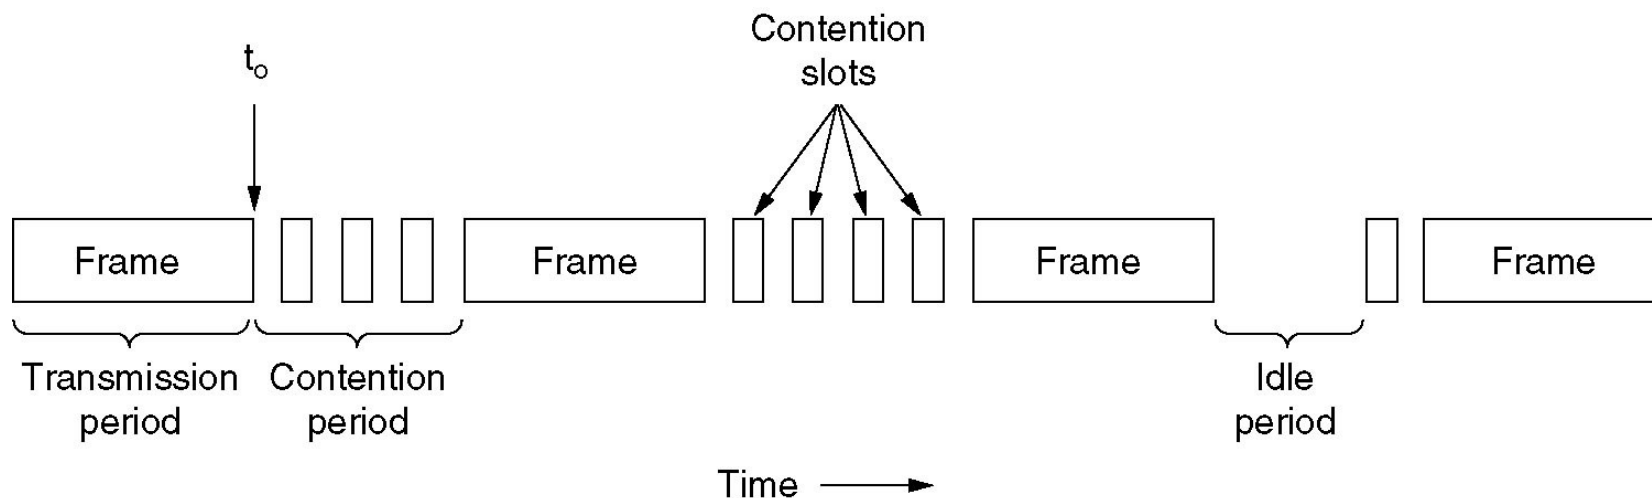 Contention
slots
t₀
Frame
Frame
Frame
Frame
Transmission
period
Contention
period
Idle
period
Time